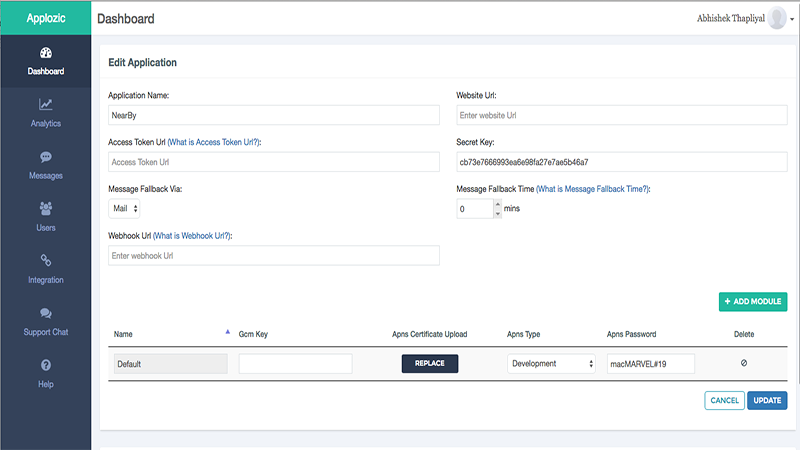 Applozic
Dashboard
Abhishek Thapliyal
Dashboard
Analytics
Messages
Users
Integration
Support Chat
Help
Edit Application
Application Name:
Website Url:
NearBy
Enter website Url
Access Token Url (What is Access Token Url?):
Secret Key:
Access Token Url
cb73e7666993ea6e98fa27e7ae5b46a7
Message Fallback Via:
Message Fallback Time (What is Message Fallback Time?):
Mail
0 mins
Webhook Url (What is Webhook Url?):
Enter webhook Url
+ ADD MODULE
Name Gcm Key Apns Certificate Upload Apns Type Apns Password Delete
Default REPLACE Development macMARVEL#19
CANCEL UPDATE